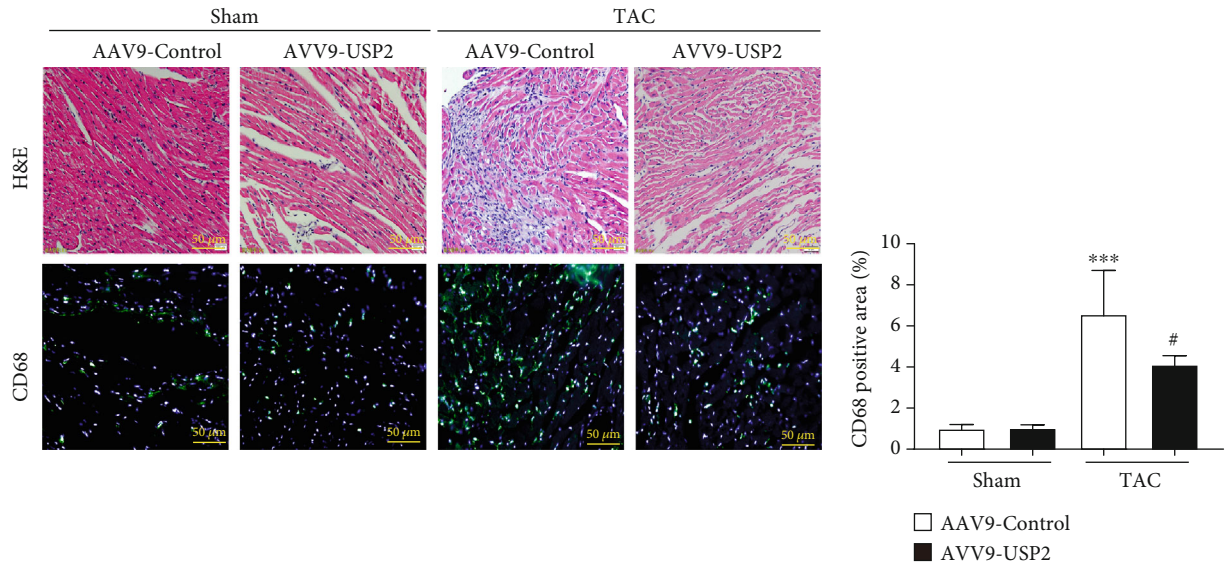 Sham TAC
AAV9-Control AVV9-USP2 AAV9-Control AVV9-USP2
H&E
50 μm 50 μm 50 μm
CD68
50 μm 50 μm 50 μm 50 μm
CD68 positive area (%)
10
8
6
4
2
0
***
#
Sham TAC
AAV9-Control
AVV9-USP2